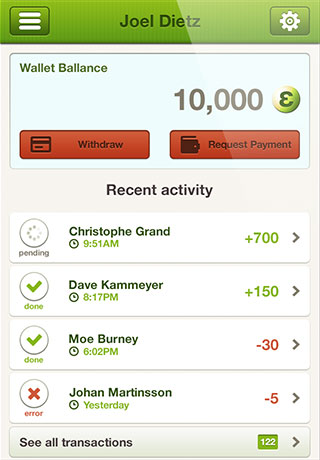 Joel Dietz
Wallet Ballance
10,000
Withdraw
Request Payment
Recent activity
Christophe Grand
9:51AM
pending
+700
Dave Kammeyer
8:17PM
done
+150
Moe Burney
6:02PM
done
-30
Johan Martinsson
Yesterday
error
-5
See all transactions
122